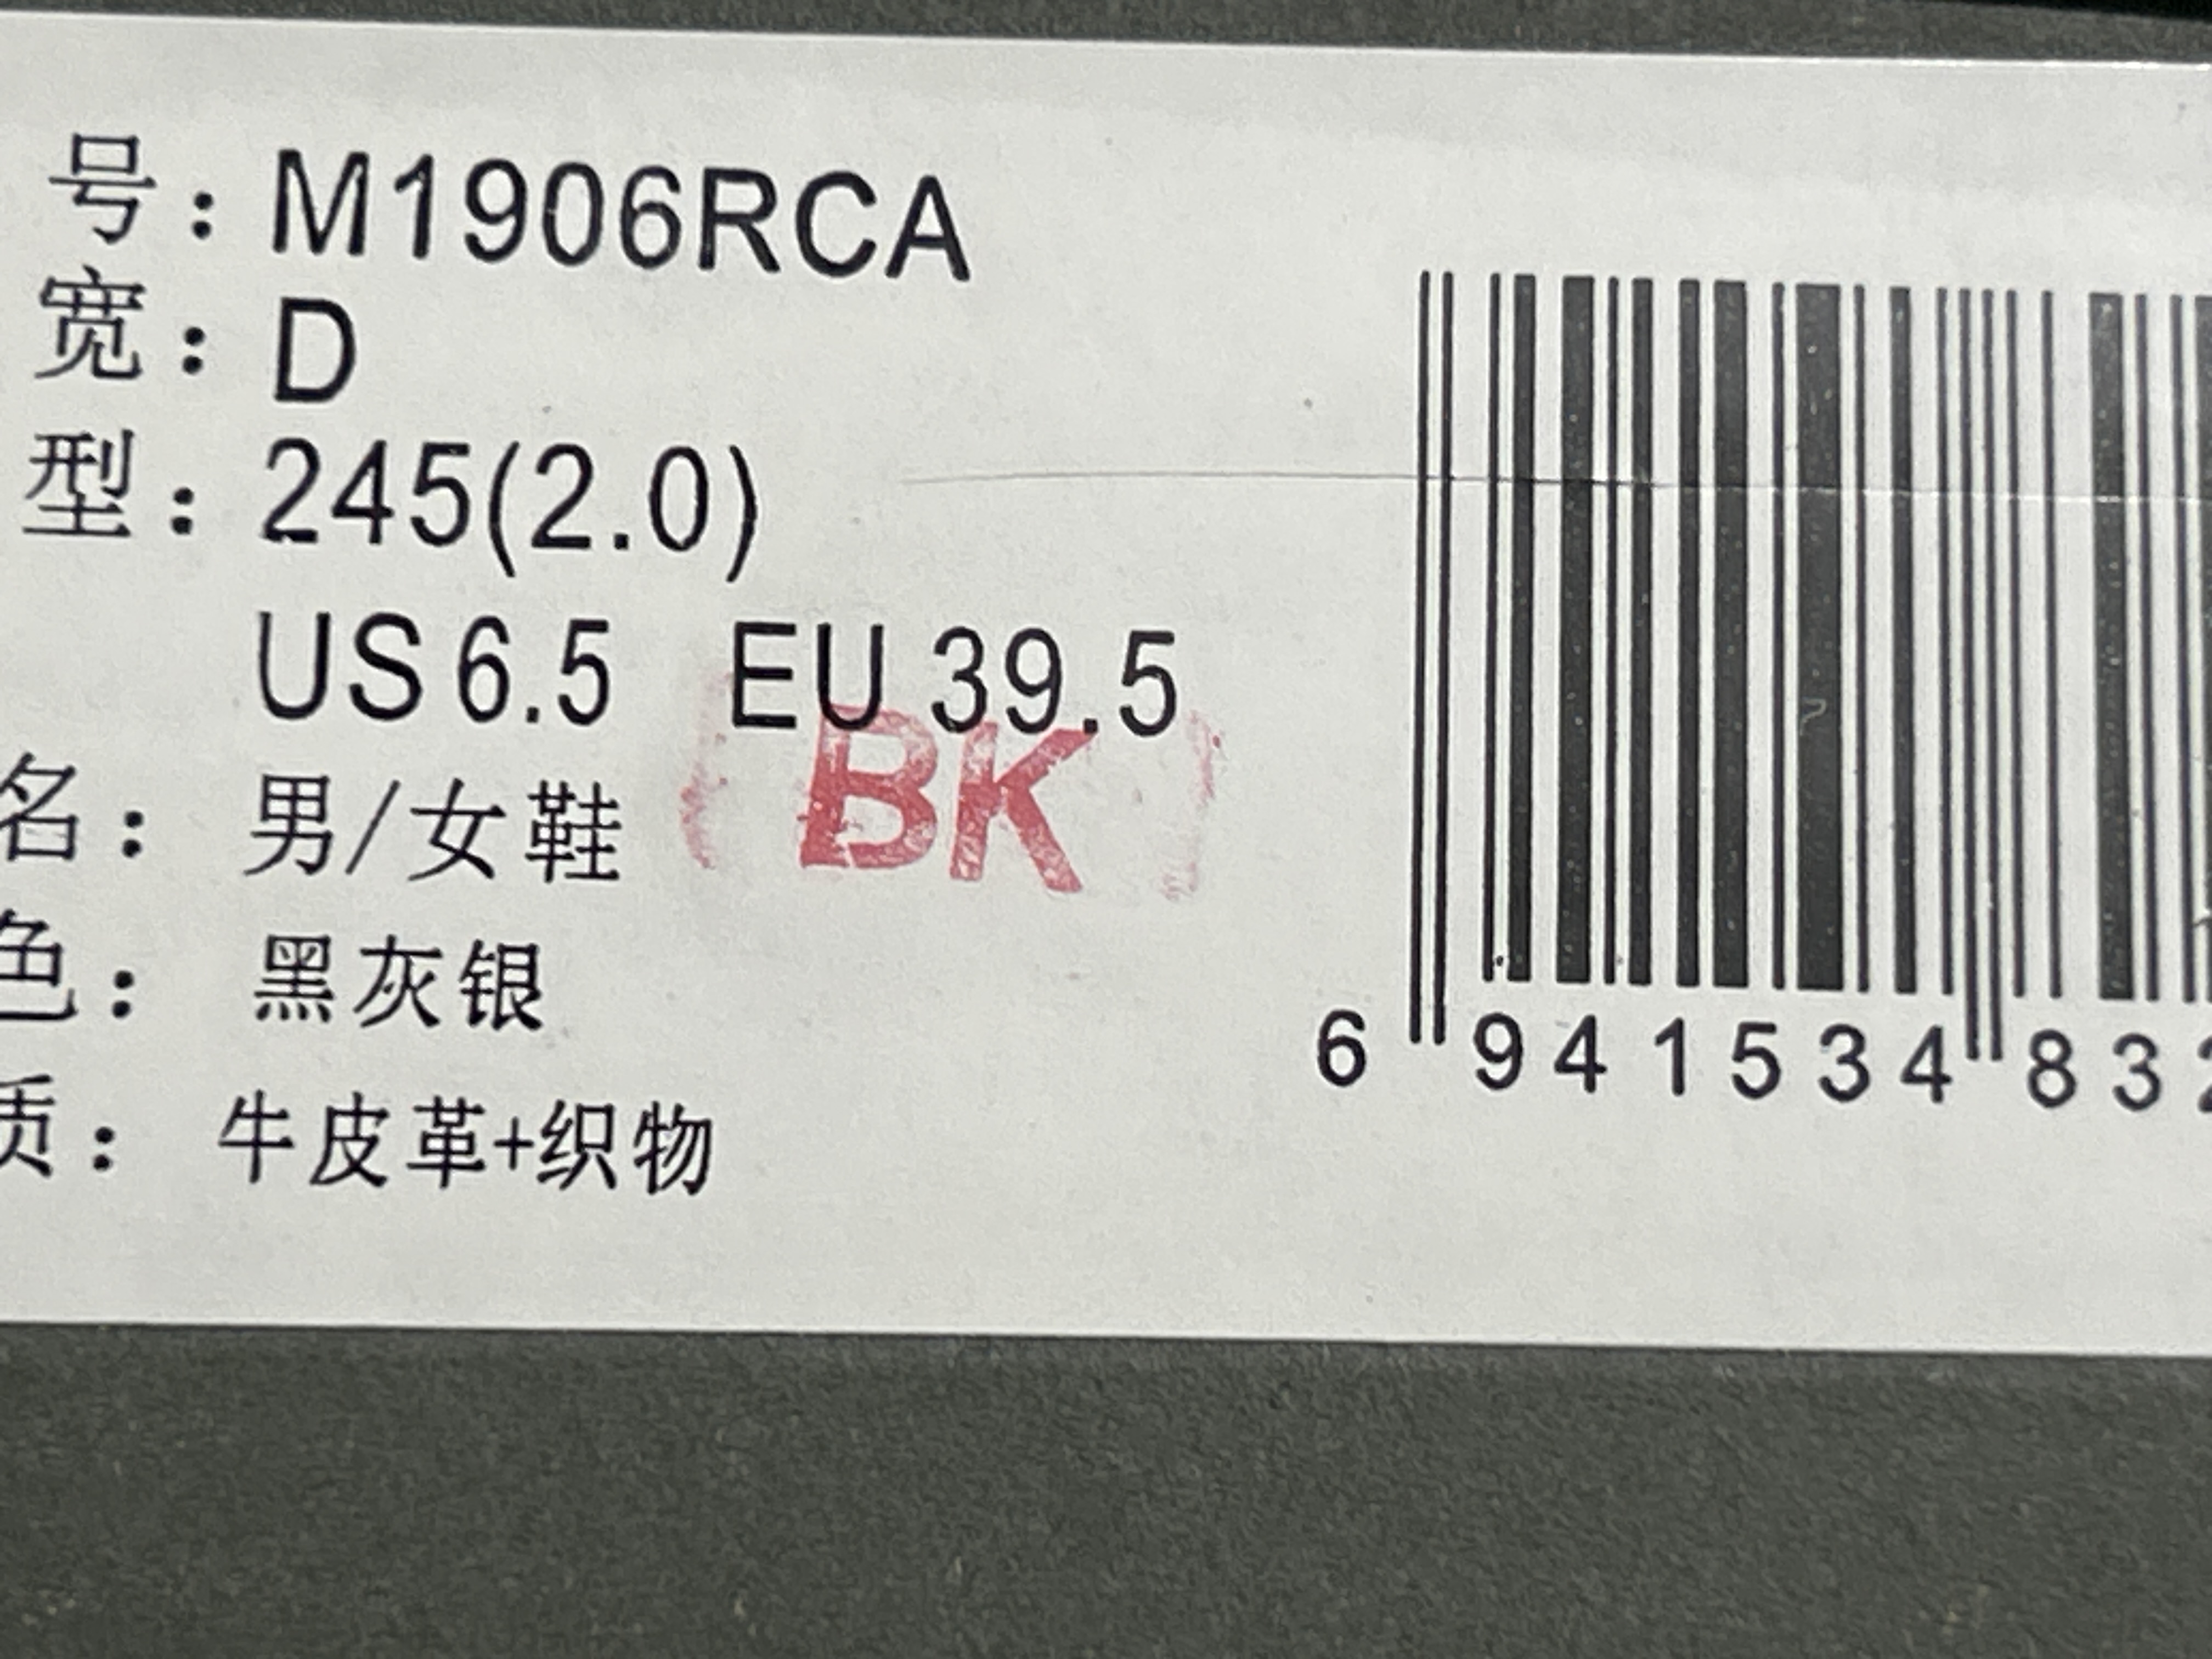 号：M1906RCA
宽：D
型：245(2.0)
US 6.5 EU 39.5
BK
名：男/女鞋
色：黑灰银
质：牛皮革+织物
6 941534 83